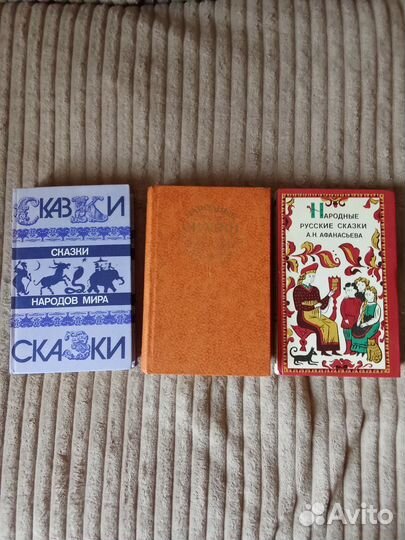 СКАЗКИ
СКАЗКИ
НАРОДОВ МИРА
СКАЗКИ
НАРОДНЫЕ
РУССКИЕ СКАЗКИ
А.Н. АФАНАСЬЕВА
Avito